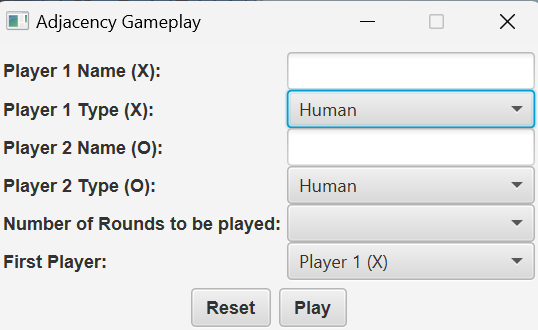 Adjacency Gameplay
Player 1 Name (X):
Player 1 Type (X): Human
Player 2 Name (O):
Player 2 Type (O): Human
Number of Rounds to be played:
First Player: Player 1 (X)
Reset Play